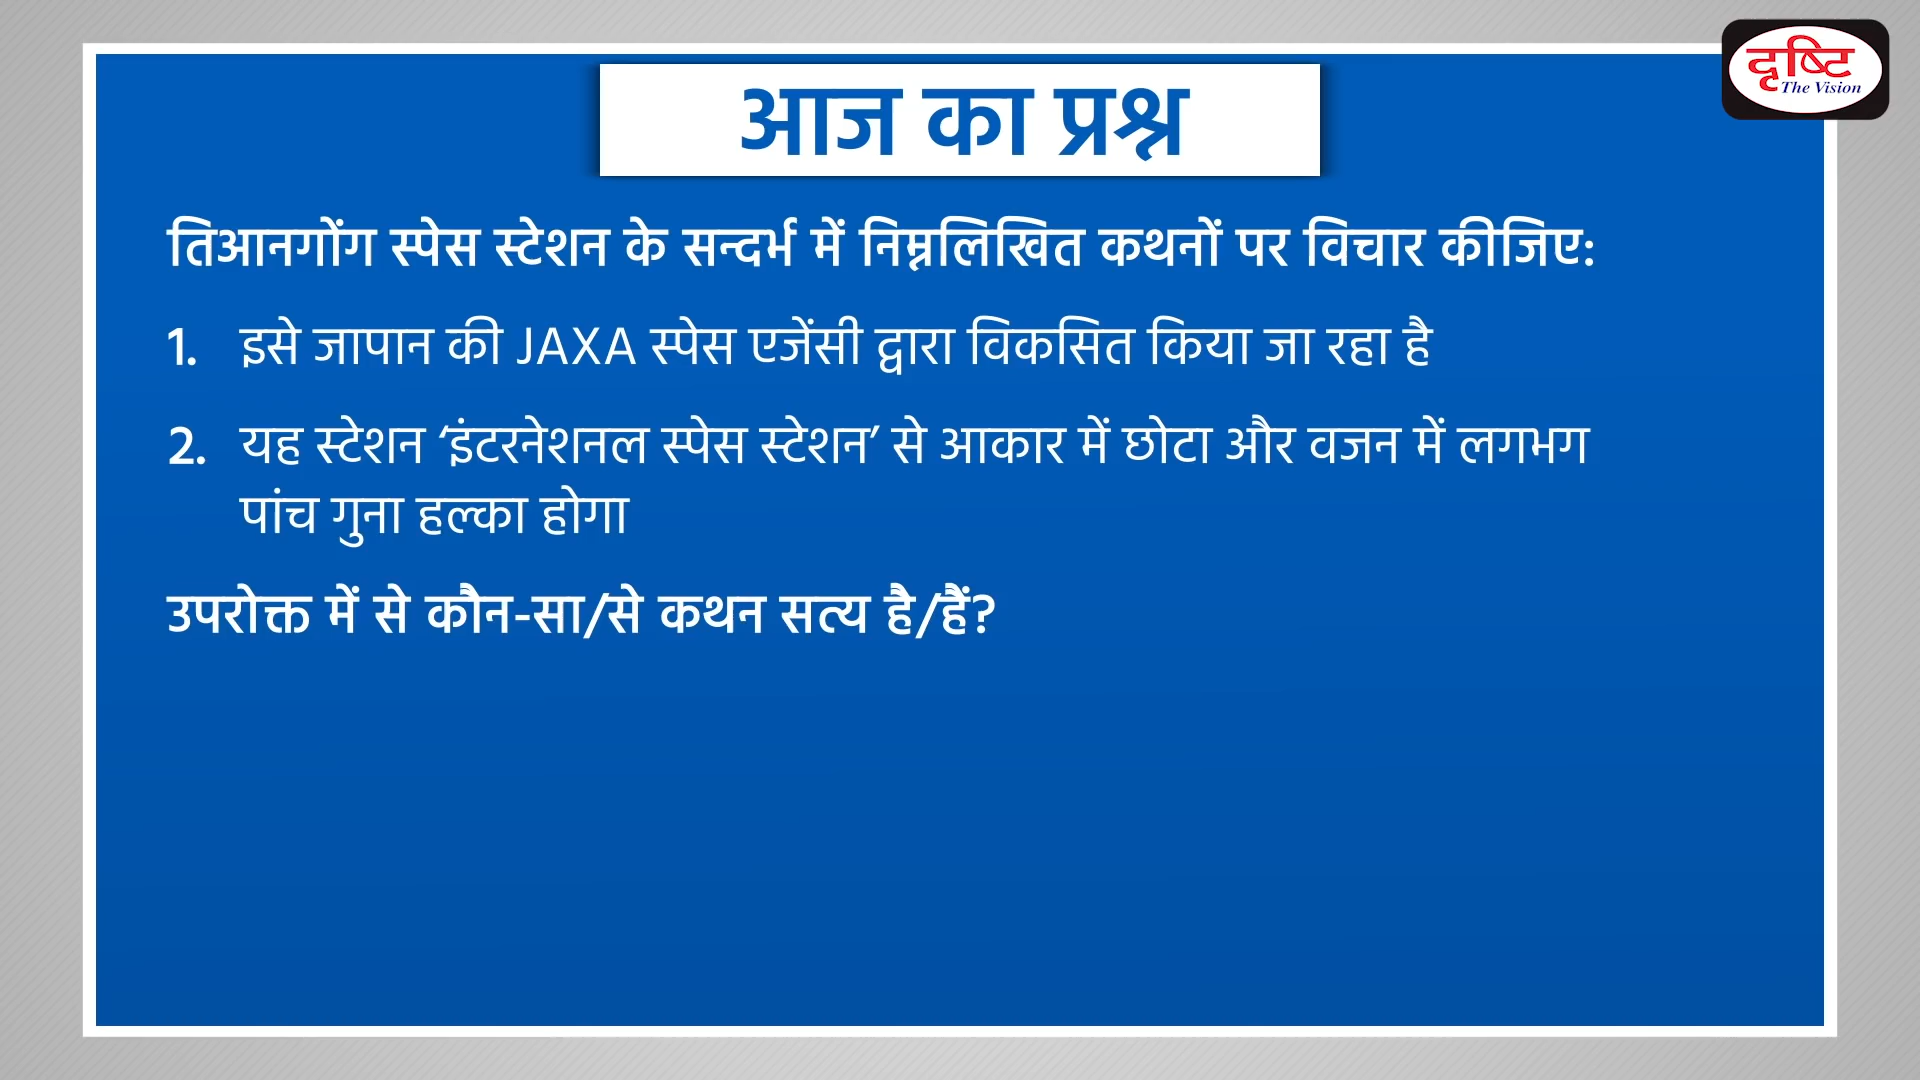 दृष्टि
The Vision
आज का प्रश्न
तिआनगोंग स्पेस स्टेशन के सन्दर्भ में निम्नलिखित कथनों पर विचार कीजिए:
1. इसे जापान की JAXA स्पेस एजेंसी द्वारा विकसित किया जा रहा है
2. यह स्टेशन ‘इंटरनेशनल स्पेस स्टेशन’ से आकार में छोटा और वजन में लगभग
पांच गुना हल्का होगा
उपरोक्त में से कौन-सा/से कथन सत्य है/हैं?